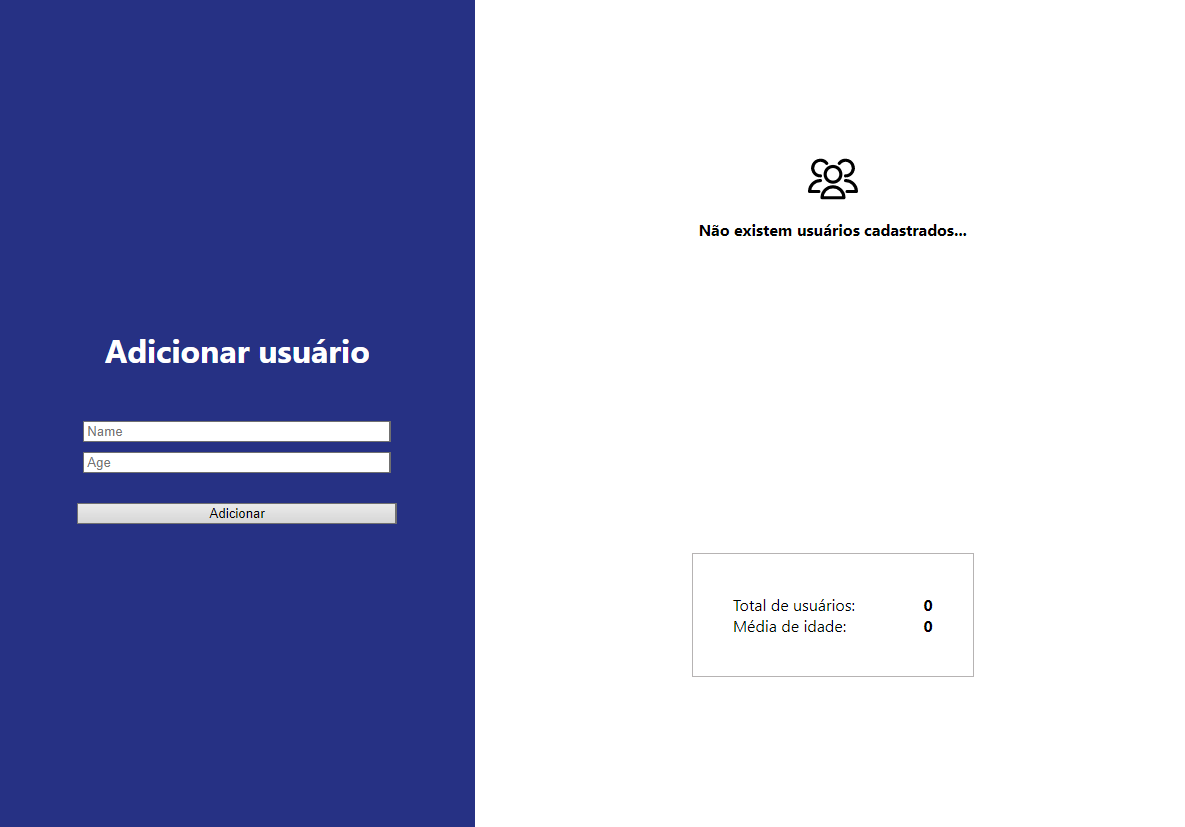 Adicionar usuário
Name
Age
Adicionar
Não existem usuários cadastrados...
Total de usuários: 0
Média de idade: 0